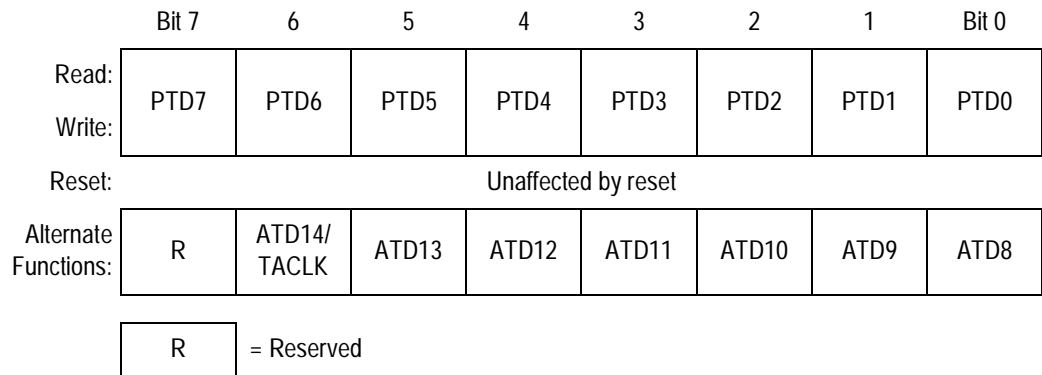 Bit 7 6 5 4 3 2 1 Bit 0
Read:
PTD7 PTD6 PTD5 PTD4 PTD3 PTD2 PTD1 PTD0
Write:
Reset: Unaffected by reset
Alternate Functions: R ATD14/TACLK ATD13 ATD12 ATD11 ATD10 ATD9 ATD8
R = Reserved